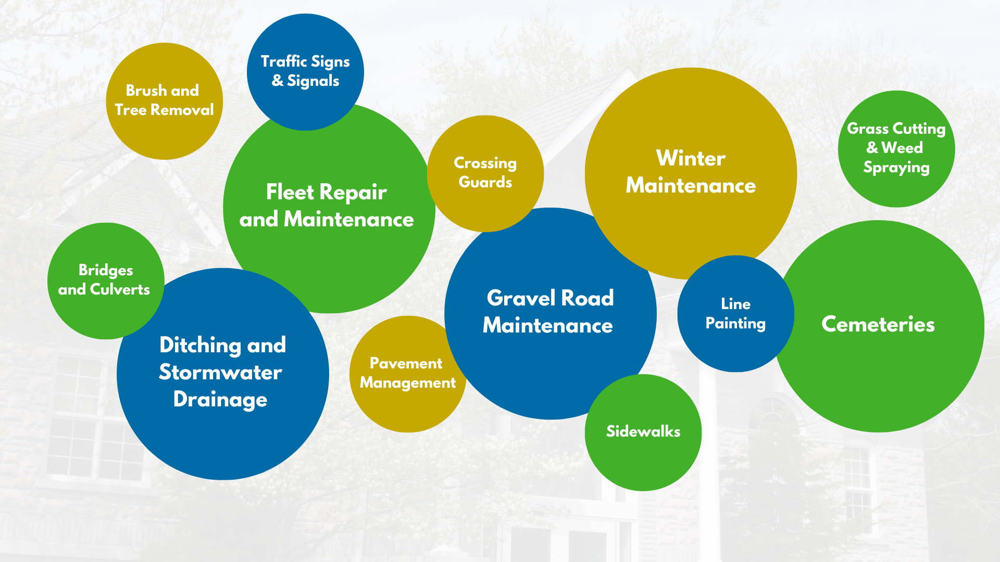 Traffic Signs
& Signals
Brush and
Tree Removal
Grass Cutting
& Weed
Spraying
Crossing
Guards
Winter
Maintenance
Fleet Repair
and Maintenance
Bridges
and Culverts
Gravel Road
Maintenance
Line
Painting
Cemeteries
Ditching and
Stormwater
Drainage
Pavement
Management
Sidewalks